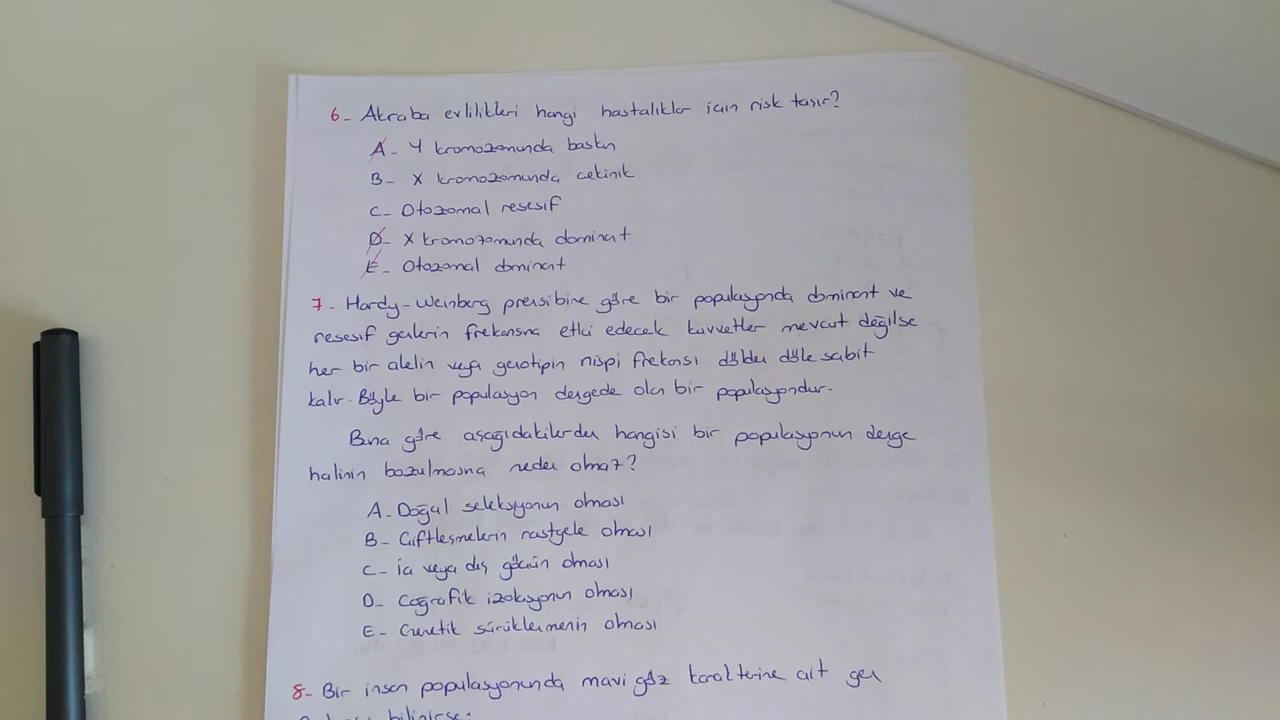 6- Akraba evlilikleri hangi hastalıklar için risk taşır?
A- Y kromozomunda baskın
B- X kromozomunda çekinik
C- Otozomal resesif
D- X kromozomunda dominant
E- Otozomal dominant
7- Hardy-Weinberg prensibine göre bir populasyonda dominant ve
resesif genlerin frekansına etki edecek kuvvetler mevcut değilse
her bir alelin veya genotipin nispi frekansı dölden döle sabit
kalır. Böyle bir populasyon dengede olan bir populasyondur.
Buna göre aşağıdakilerden hangisi bir populasyonun denge
halinin bozulmasına neden olmaz?
A- Doğal seleksiyonun olması
B- Çiftleşmelerin rastgele olması
C- İç veya dış göçün olması
D- Coğrafik izolasyonun olması
E- Genetik sürüklenmenin olması
8- Bir insan populasyonunda mavi göz karakterine ait gen
bilinirse: